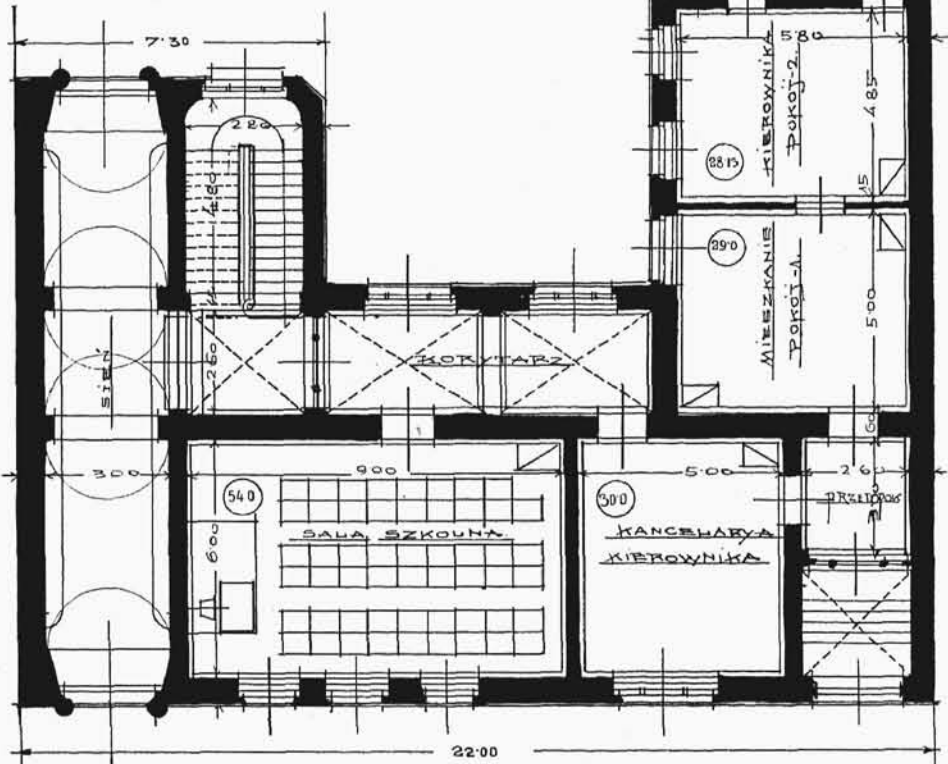 7·30
5·80
KIEROWNIKA
POKÓJ-2.
4·85
2·80
28·15
4·80
15
29·0
MIESZKANIE
POKÓJ-1.
5·00
SIEŃ
2·60
KORYTARZ
60
3·00
9·00
5·00
2·60
54·0
30·0
6·00
SALA SZKOLNA.
KANCELARYA
KIEROWNIKA
22·00